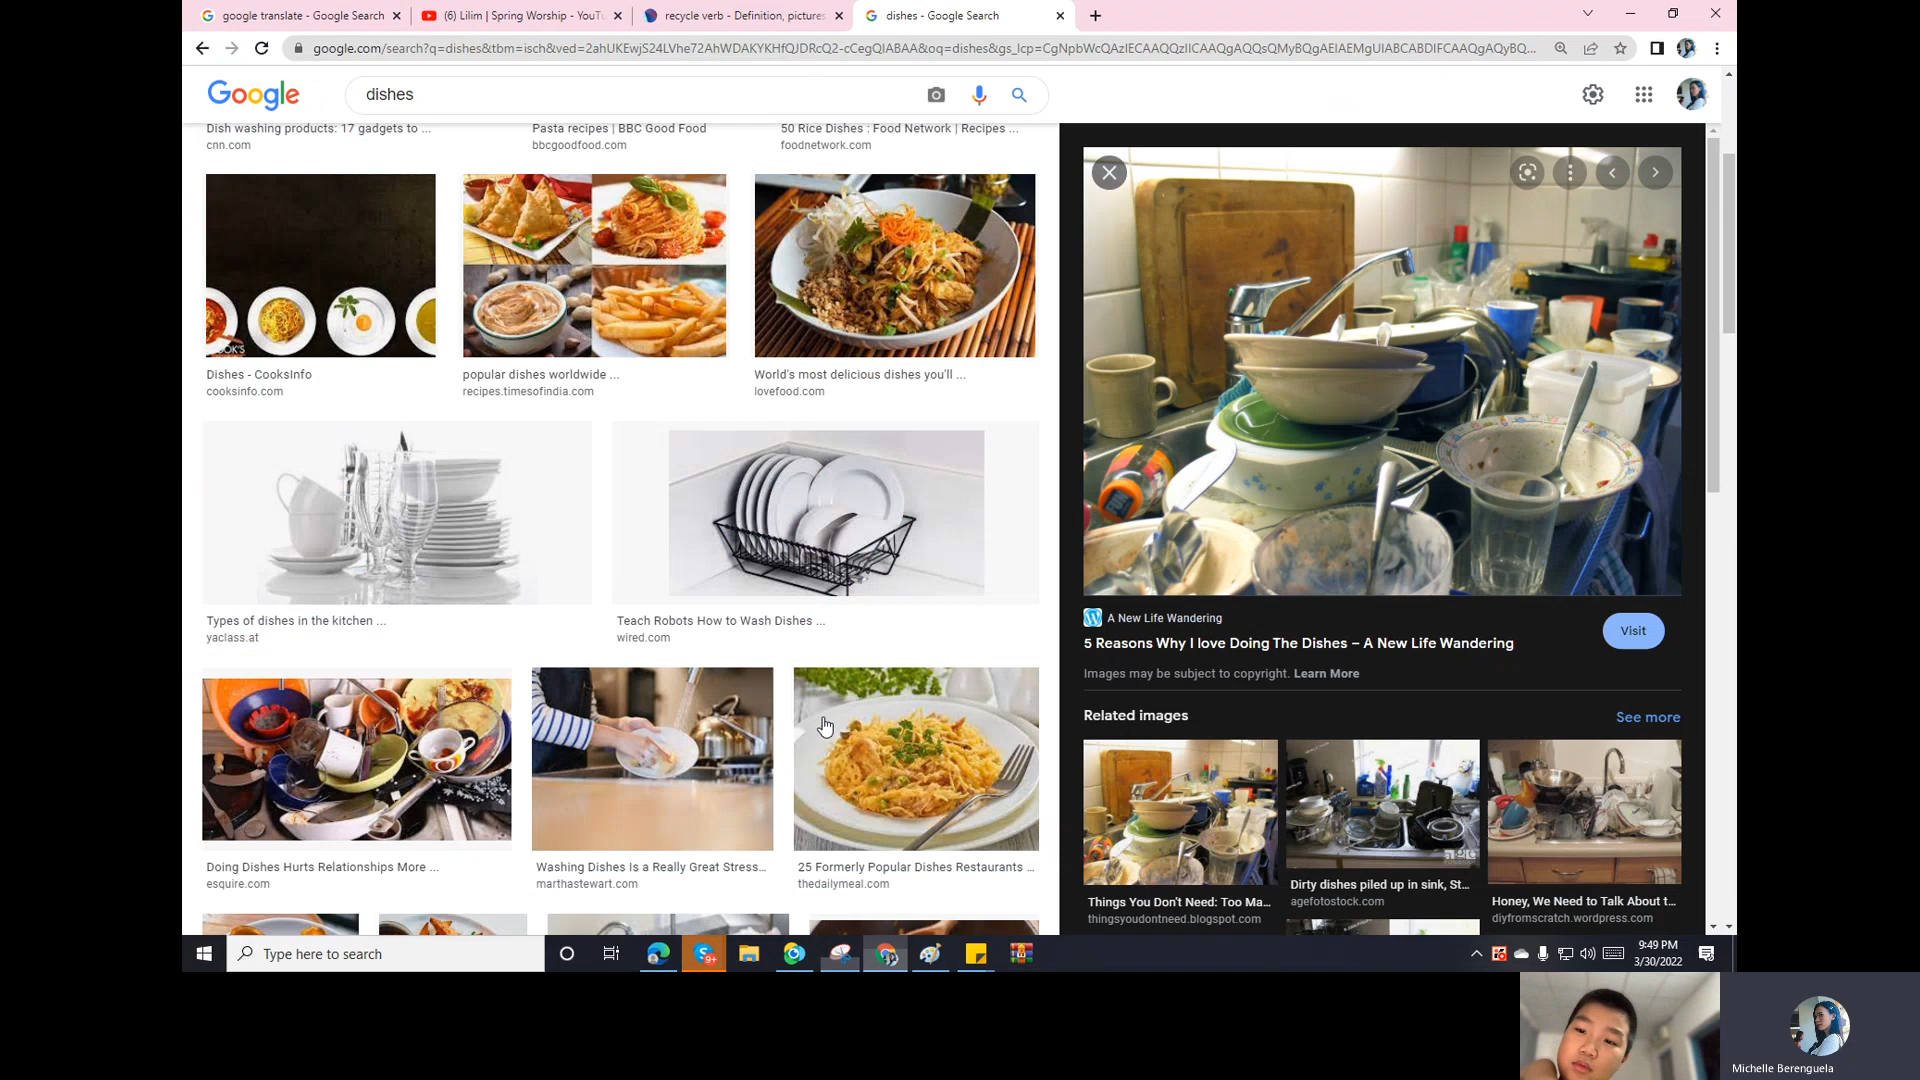 google translate - Google Search
(6) Lilim | Spring Worship - YouTu
recycle verb - Definition, pictures
dishes - Google Search
google.com/search?q=dishes&tbm=isch&ved=2ahUKEwjS24LVhe72AhWDAKYKHfQJDRcQ2-cCegQIABAA&oq=dishes&gs_lcp=CgNpbWcQAzIECAAQQzIICAAQgAQQsQMyBQgAEIAEMgUIABCABDIFCAAQgAQyBQ...
Google
dishes
Dish washing products: 17 gadgets to ...
cnn.com
Pasta recipes | BBC Good Food
bbcgoodfood.com
50 Rice Dishes : Food Network | Recipes ...
foodnetwork.com
Dishes - CooksInfo
cooksinfo.com
popular dishes worldwide ...
recipes.timesofindia.com
World's most delicious dishes you'll ...
lovefood.com
Types of dishes in the kitchen ...
yaclass.at
Teach Robots How to Wash Dishes ...
wired.com
Doing Dishes Hurts Relationships More ...
esquire.com
Washing Dishes Is a Really Great Stress...
marthastewart.com
25 Formerly Popular Dishes Restaurants ...
thedailymeal.com
A New Life Wandering
5 Reasons Why I love Doing The Dishes – A New Life Wandering
Visit
Images may be subject to copyright. Learn More
Related images
See more
Things You Don't Need: Too Ma...
thingsyoudontneed.blogspot.com
Dirty dishes piled up in sink, St...
agefotostock.com
Honey, We Need to Talk About t...
diyfromscratch.wordpress.com
Type here to search
9+
9:49 PM
3/30/2022
Michelle Berenguela